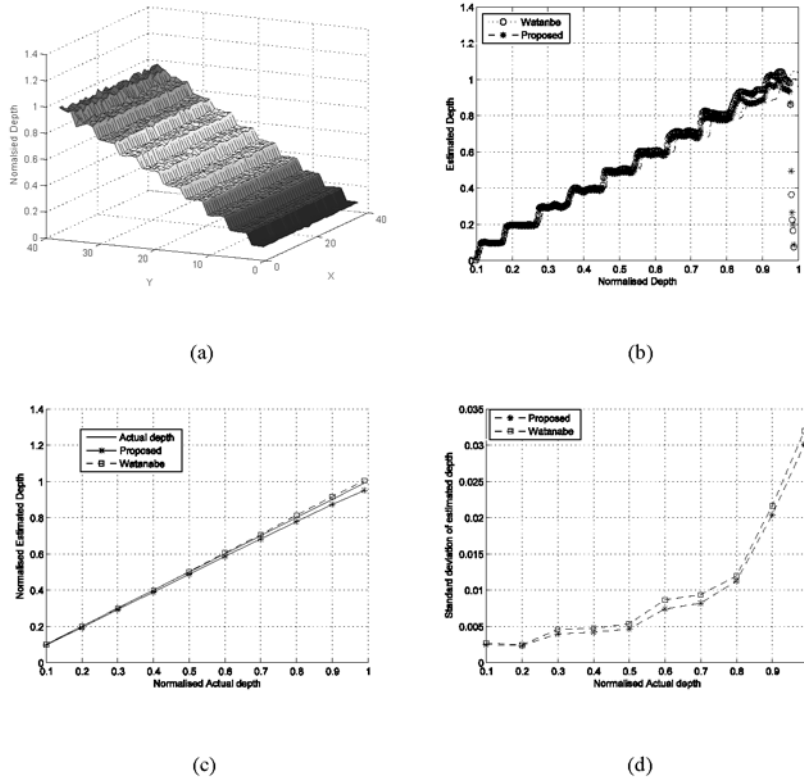 1.4
1.2
1
0.8
0.6
0.4
0.2
0
Nomalsied Depth
40
30
20
10
0
Y
0
20
40
X
(a)
Watanbe
Proposed
1.4
1.2
1
0.8
0.6
0.4
0.2
0
Estimated Depth
0.1 0.2 0.3 0.4 0.5 0.6 0.7 0.8 0.9 1
Normalised Depth
(b)
Actual depth
Proposed
Watanabe
1.4
1.2
1
0.8
0.6
0.4
0.2
0
Normalised Estimated Depth
0.1 0.2 0.3 0.4 0.5 0.6 0.7 0.8 0.9 1
Normalised Actual depth
(c)
Proposed
Watanabe
0.035
0.03
0.025
0.02
0.015
0.01
0.005
0
Standard deviation of estimated depth
0.1 0.2 0.3 0.4 0.5 0.6 0.7 0.8 0.9
Normalised Actual depth
(d)